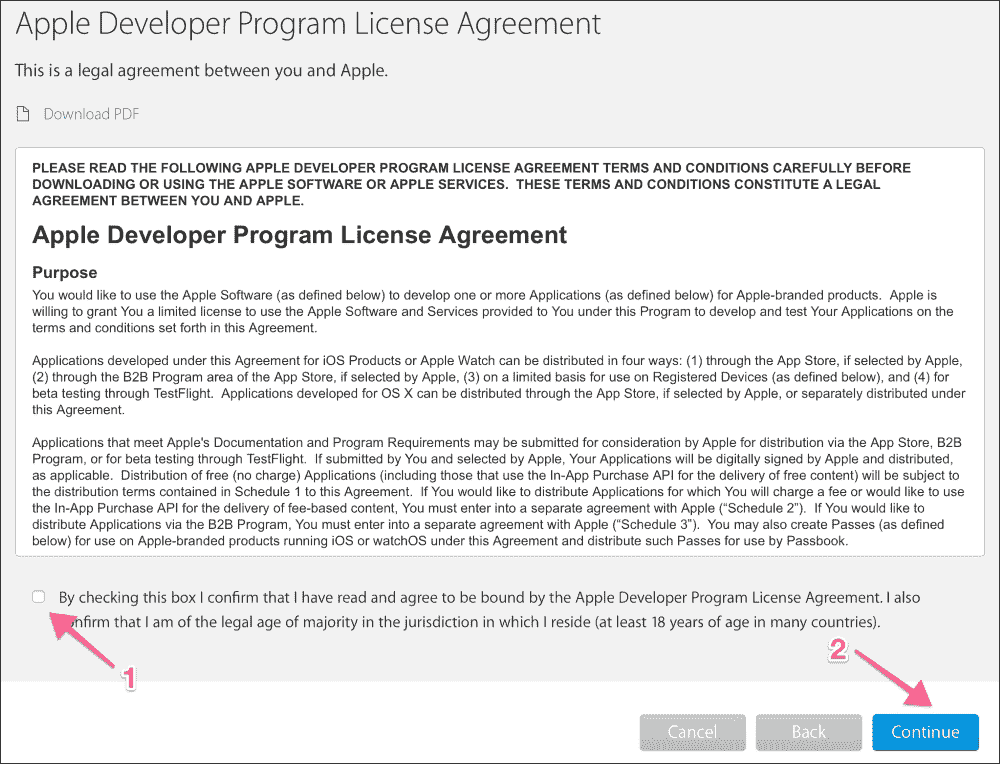 Apple Developer Program License Agreement
This is a legal agreement between you and Apple.
Download PDF
PLEASE READ THE FOLLOWING APPLE DEVELOPER PROGRAM LICENSE AGREEMENT TERMS AND CONDITIONS CAREFULLY BEFORE
DOWNLOADING OR USING THE APPLE SOFTWARE OR APPLE SERVICES.  THESE TERMS AND CONDITIONS CONSTITUTE A LEGAL
AGREEMENT BETWEEN YOU AND APPLE.
Apple Developer Program License Agreement
Purpose
You would like to use the Apple Software (as defined below) to develop one or more Applications (as defined below) for Apple-branded products.  Apple is
willing to grant You a limited license to use the Apple Software and Services provided to You under this Program to develop and test Your Applications on the
terms and conditions set forth in this Agreement.
Applications developed under this Agreement for iOS Products or Apple Watch can be distributed in four ways: (1) through the App Store, if selected by Apple,
(2) through the B2B Program area of the App Store, if selected by Apple, (3) on a limited basis for use on Registered Devices (as defined below), and (4) for
beta testing through TestFlight.  Applications developed for OS X can be distributed through the App Store, if selected by Apple, or separately distributed under
this Agreement.
Applications that meet Apple's Documentation and Program Requirements may be submitted for consideration by Apple for distribution via the App Store, B2B
Program, or for beta testing through TestFlight.  If submitted by You and selected by Apple, Your Applications will be digitally signed by Apple and distributed,
as applicable.  Distribution of free (no charge) Applications (including those that use the In-App Purchase API for the delivery of free content) will be subject to
the distribution terms contained in Schedule 1 to this Agreement.  If You would like to distribute Applications for which You will charge a fee or would like to use
the In-App Purchase API for the delivery of fee-based content, You must enter into a separate agreement with Apple (“Schedule 2”).  If You would like to
distribute Applications via the B2B Program, You must enter into a separate agreement with Apple (“Schedule 3”).  You may also create Passes (as defined
below) for use on Apple-branded products running iOS or watchOS under this Agreement and distribute such Passes for use by Passbook.
By checking this box I confirm that I have read and agree to be bound by the Apple Developer Program License Agreement. I also
confirm that I am of the legal age of majority in the jurisdiction in which I reside (at least 18 years of age in many countries).
1
2
Cancel
Back
Continue